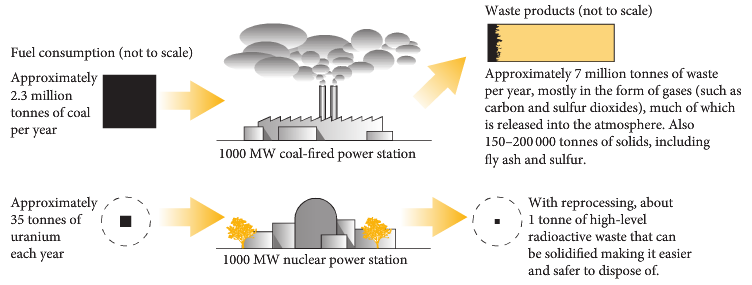 Waste products (not to scale)
Fuel consumption (not to scale)
Approximately
2.3 million
tonnes of coal
per year
1000 MW coal-fired power station
Approximately 7 million tonnes of waste
per year, mostly in the form of gases (such as
carbon and sulfur dioxides), much of which
is released into the atmosphere. Also
150–200 000 tonnes of solids, including
fly ash and sulfur.
Approximately
35 tonnes of
uranium
each year
1000 MW nuclear power station
With reprocessing, about
1 tonne of high-level
radioactive waste that can
be solidified making it easier
and safer to dispose of.